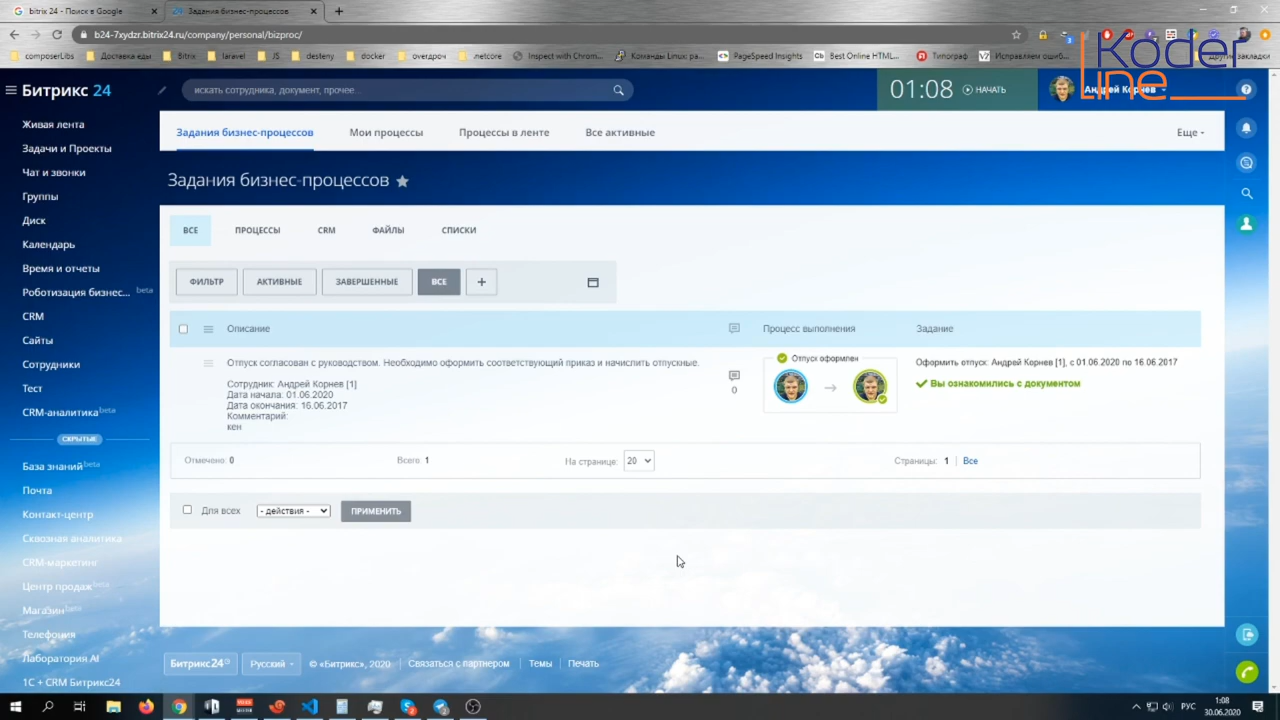 bitrix 24 - Поиск в Google
Задания бизнес-процессов
b24-7xydzr.bitrix24.ru/company/personal/bizproc/
composerLibs
Доставка еды
Bitrix
laravel
JS
desteny
docker
овердроч
.netcore
Inspect with Chrom...
Команды Linux: ра...
PageSpeed Insights
Best Online HTML...
Типограф
Исправляем ошиб...
Другие закладки
Koder
Line
Битрикс 24
искать сотрудника, документ, прочее...
01:08
НАЧАТЬ
Андрей Корнев
Живая лента
Задачи и Проекты
Чат и звонки
Группы
Диск
Календарь
Время и отчеты
Роботизация бизнес... beta
CRM
Сайты
Сотрудники
Тест
CRM-аналитика beta
СКРЫТЫЕ
База знаний beta
Почта
Контакт-центр
Сквозная аналитика
CRM-маркетинг
Центр продаж beta
Магазин beta
Телефония
Лаборатория AI
1С + CRM Битрикс24
Задания бизнес-процессов
Мои процессы
Процессы в ленте
Все активные
Еще
Задания бизнес-процессов
ВСЕ
ПРОЦЕССЫ
CRM
ФАЙЛЫ
СПИСКИ
ФИЛЬТР
АКТИВНЫЕ
ЗАВЕРШЕННЫЕ
ВСЕ
+
Описание
Процесс выполнения
Задание
Отпуск согласован с руководством. Необходимо оформить соответствующий приказ и начислить отпускные.
Сотрудник: Андрей Корнев [1]
Дата начала: 01.06.2020
Дата окончания: 16.06.2017
Комментарий:
кен
0
Отпуск оформлен
Оформить отпуск: Андрей Корнев [1], с 01.06.2020 по 16.06.2017
Вы ознакомились с документом
Отмечено: 0
Всего: 1
На странице: 20
Страницы: 1 | Все
Для всех
- действия -
ПРИМЕНИТЬ
Битрикс24
Русский
© «Битрикс», 2020
Связаться с партнером
Темы
Печать
РУС
1:08
30.06.2020